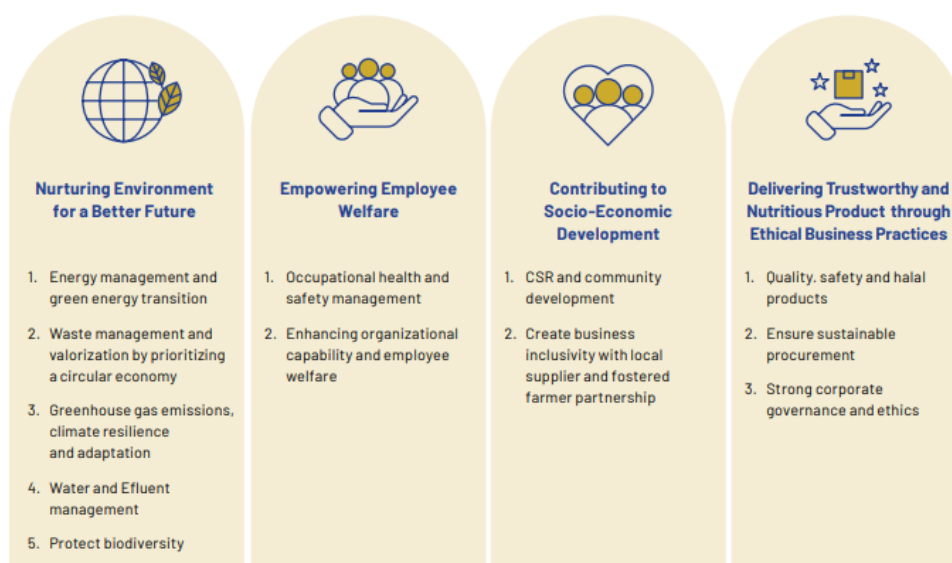 Nurturing Environment
for a Better Future
1. Energy management and
green energy transition
2. Waste management and
valorization by prioritizing
a circular economy
3. Greenhouse gas emissions,
climate resilience
and adaptation
4. Water and Efluent
management
5. Protect biodiversity
Empowering Employee
Welfare
1. Occupational health and
safety management
2. Enhancing organizational
capability and employee
welfare
Contributing to
Socio-Economic
Development
1. CSR and community
development
2. Create business
inclusivity with local
supplier and fostered
farmer partnership
Delivering Trustworthy and
Nutritious Product through
Ethical Business Practices
1. Quality. safety and halal
products
2. Ensure sustainable
procurement
3. Strong corporate
governance and ethics